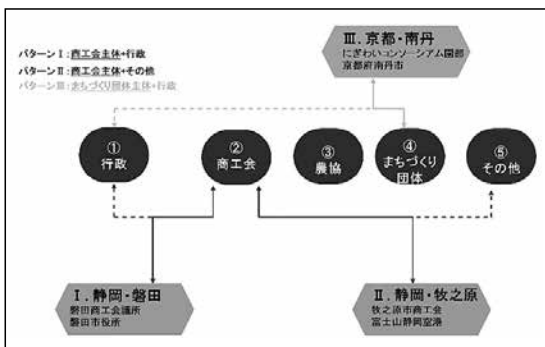 パターンⅠ：商工会主体+行政
パターンⅡ：商工会主体+その他
パターンⅢ：まちづくり団体主体+行政
Ⅲ．京都・南丹
にぎわいコンソーシアム園部
京都府南丹市
①
行政
②
商工会
③
農協
④
まちづくり
団体
⑤
その他
Ⅰ．静岡・磐田
磐田商工会議所
磐田市役所
Ⅱ．静岡・牧之原
牧之原市商工会
富士山静岡空港